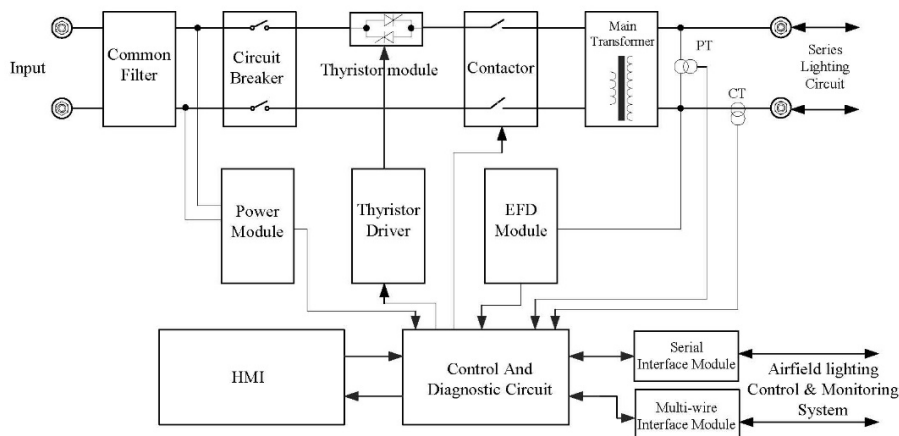 Input
Common
Filter
Circuit
Breaker
Thyristor module
Contactor
Main
Transformer
PT
CT
Series
Lighting
Circuit
Power
Module
Thyristor
Driver
EFD
Module
HMI
Control And
Diagnostic Circuit
Serial
Interface Module
Multi-wire
Interface Module
Airfield lighting
Control & Monitoring
System